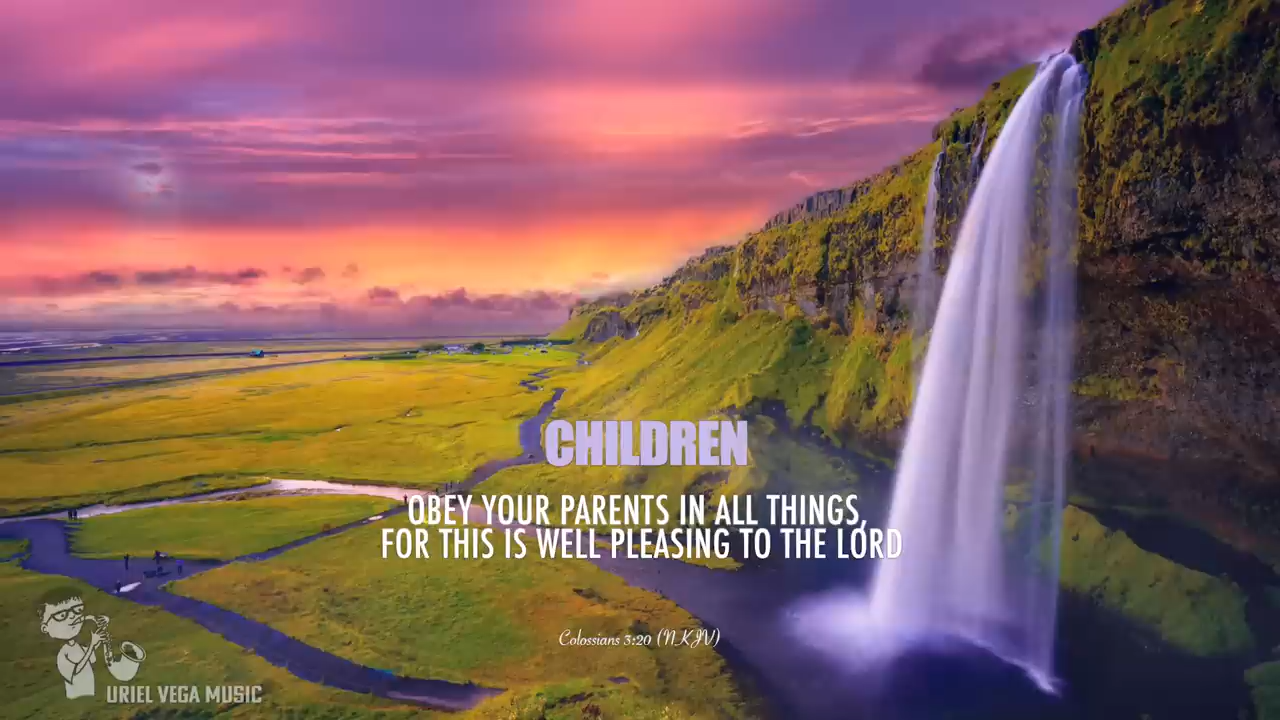 CHILDREN
OBEY YOUR PARENTS IN ALL THINGS,
FOR THIS IS WELL PLEASING TO THE LORD
Colossians 3:20 (NKJV)
URIEL VEGA MUSIC